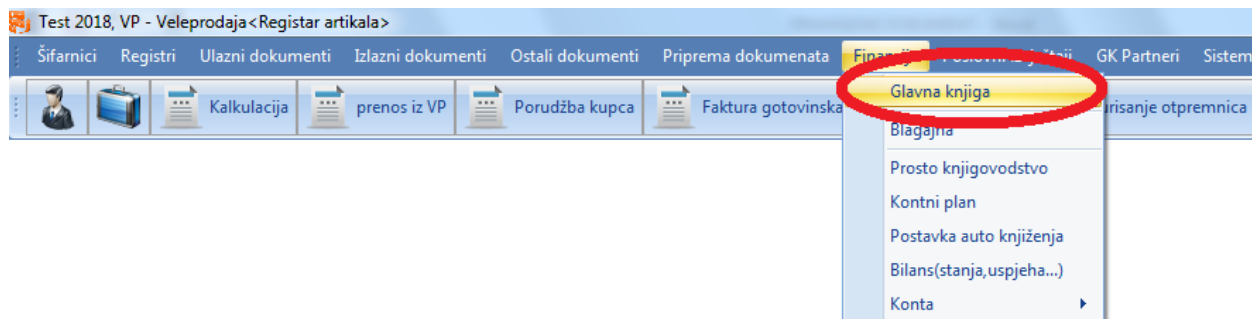 Test 2018, VP - Veleprodaja<Registar artikala>
Šifarnici Registri Ulazni dokumenti Izlazni dokumenti Ostali dokumenti Priprema dokumenata GK Partneri Sistem
Kalkulacija prenos iz VP Porudžba kupca Faktura gotovinska otpremnica
Glavna knjiga
Blagajna
Prosto knjigovodstvo
Kontni plan
Postavka auto knjiženja
Bilans(stanja,uspjeha...)
Konta